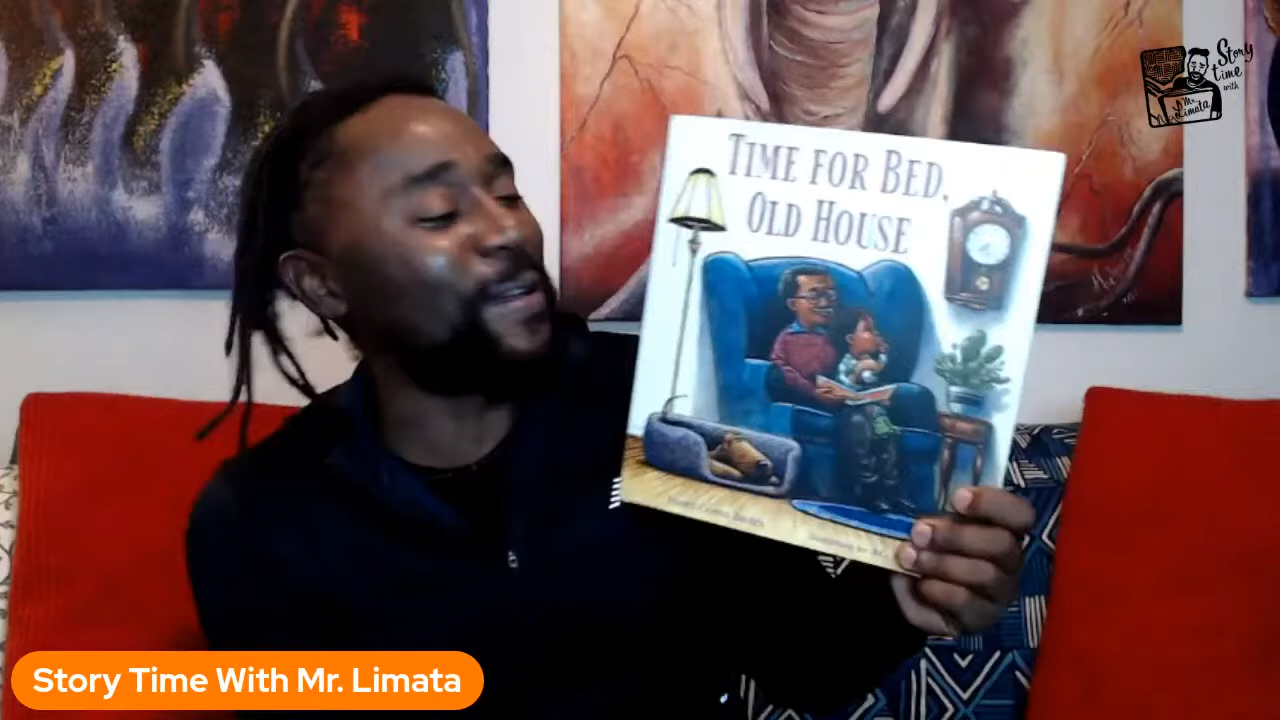 Story
time
with
Mr.
Limata
TIME FOR BED,
OLD HOUSE
Story Time With Mr. Limata